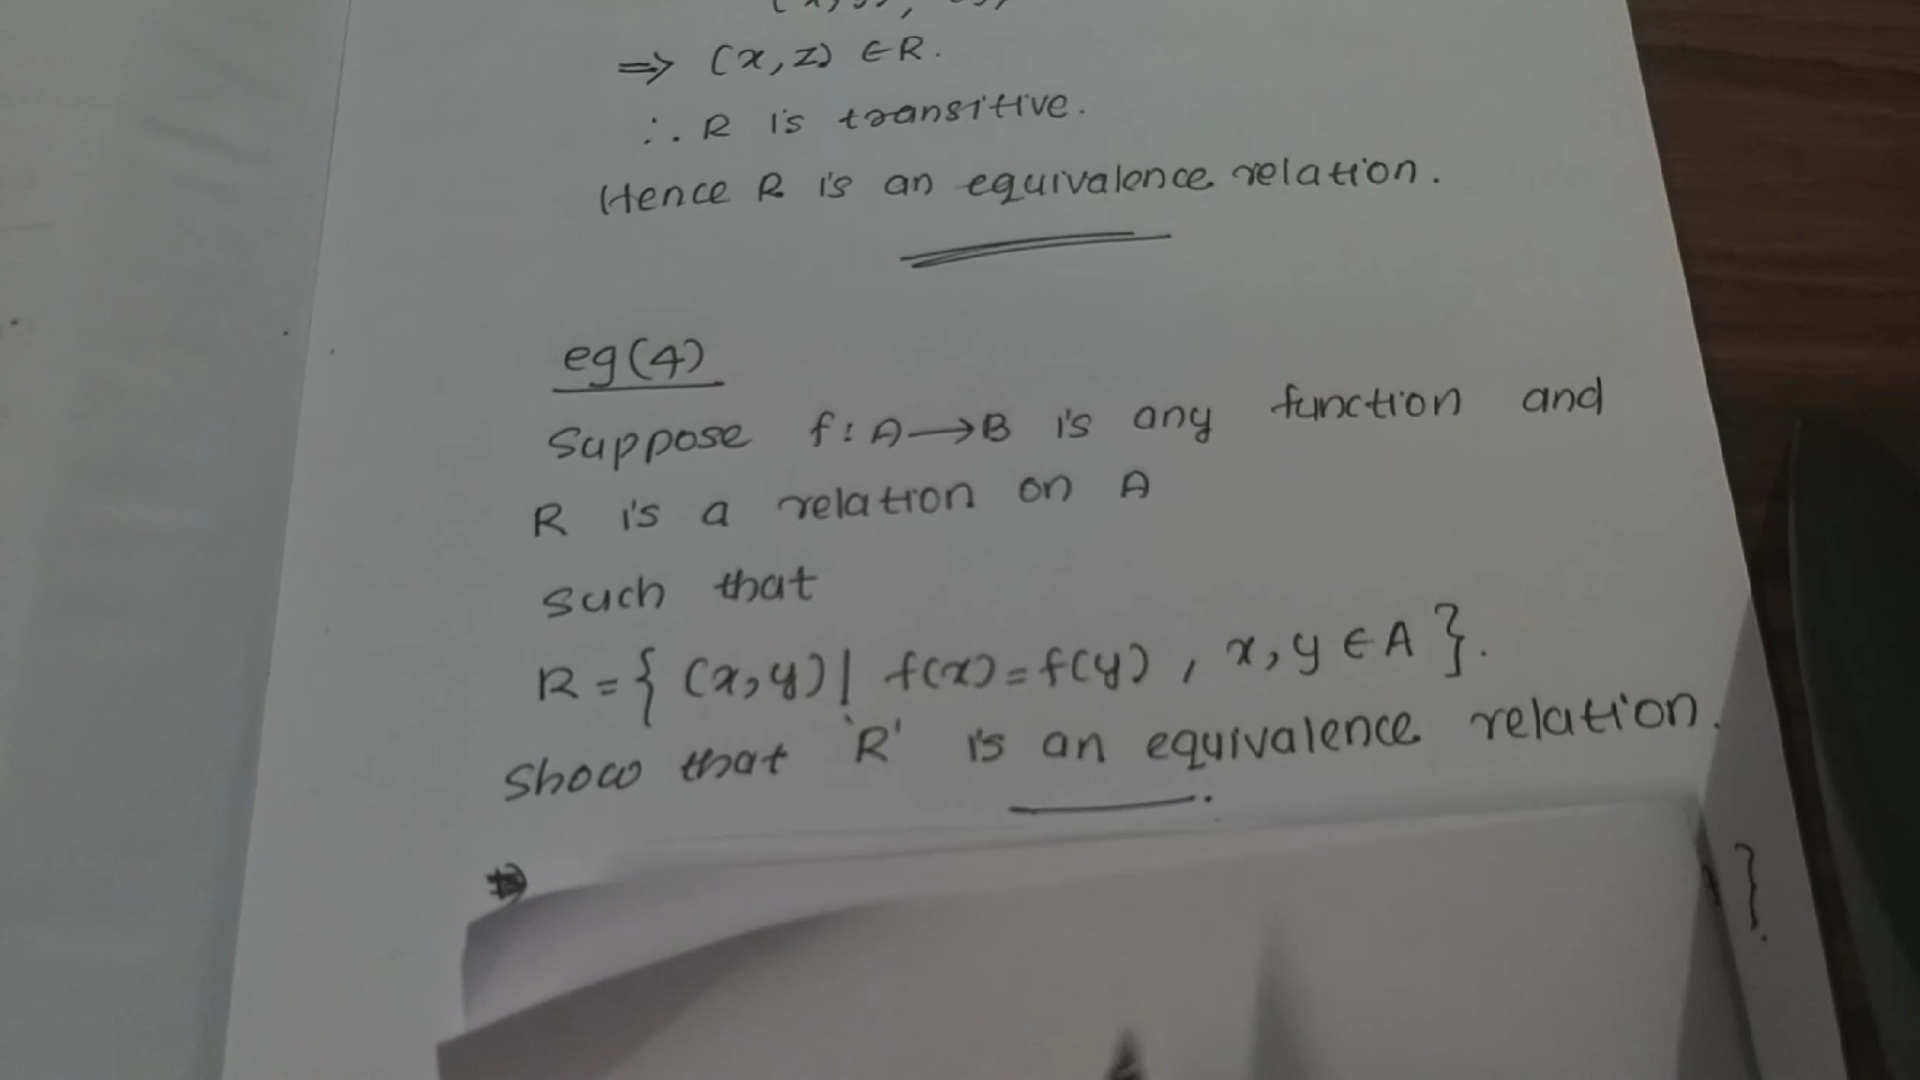 ⇒ (x,z) ∈ R.
∴ R is transitive.
Hence R is an equivalence relation.
eg(4)
Suppose f: A→B is any function and
R is a relation on A
such that
R = { (x,y) | f(x) = f(y) , x,y ∈ A }.
Show that 'R' is an equivalence relation.
}.